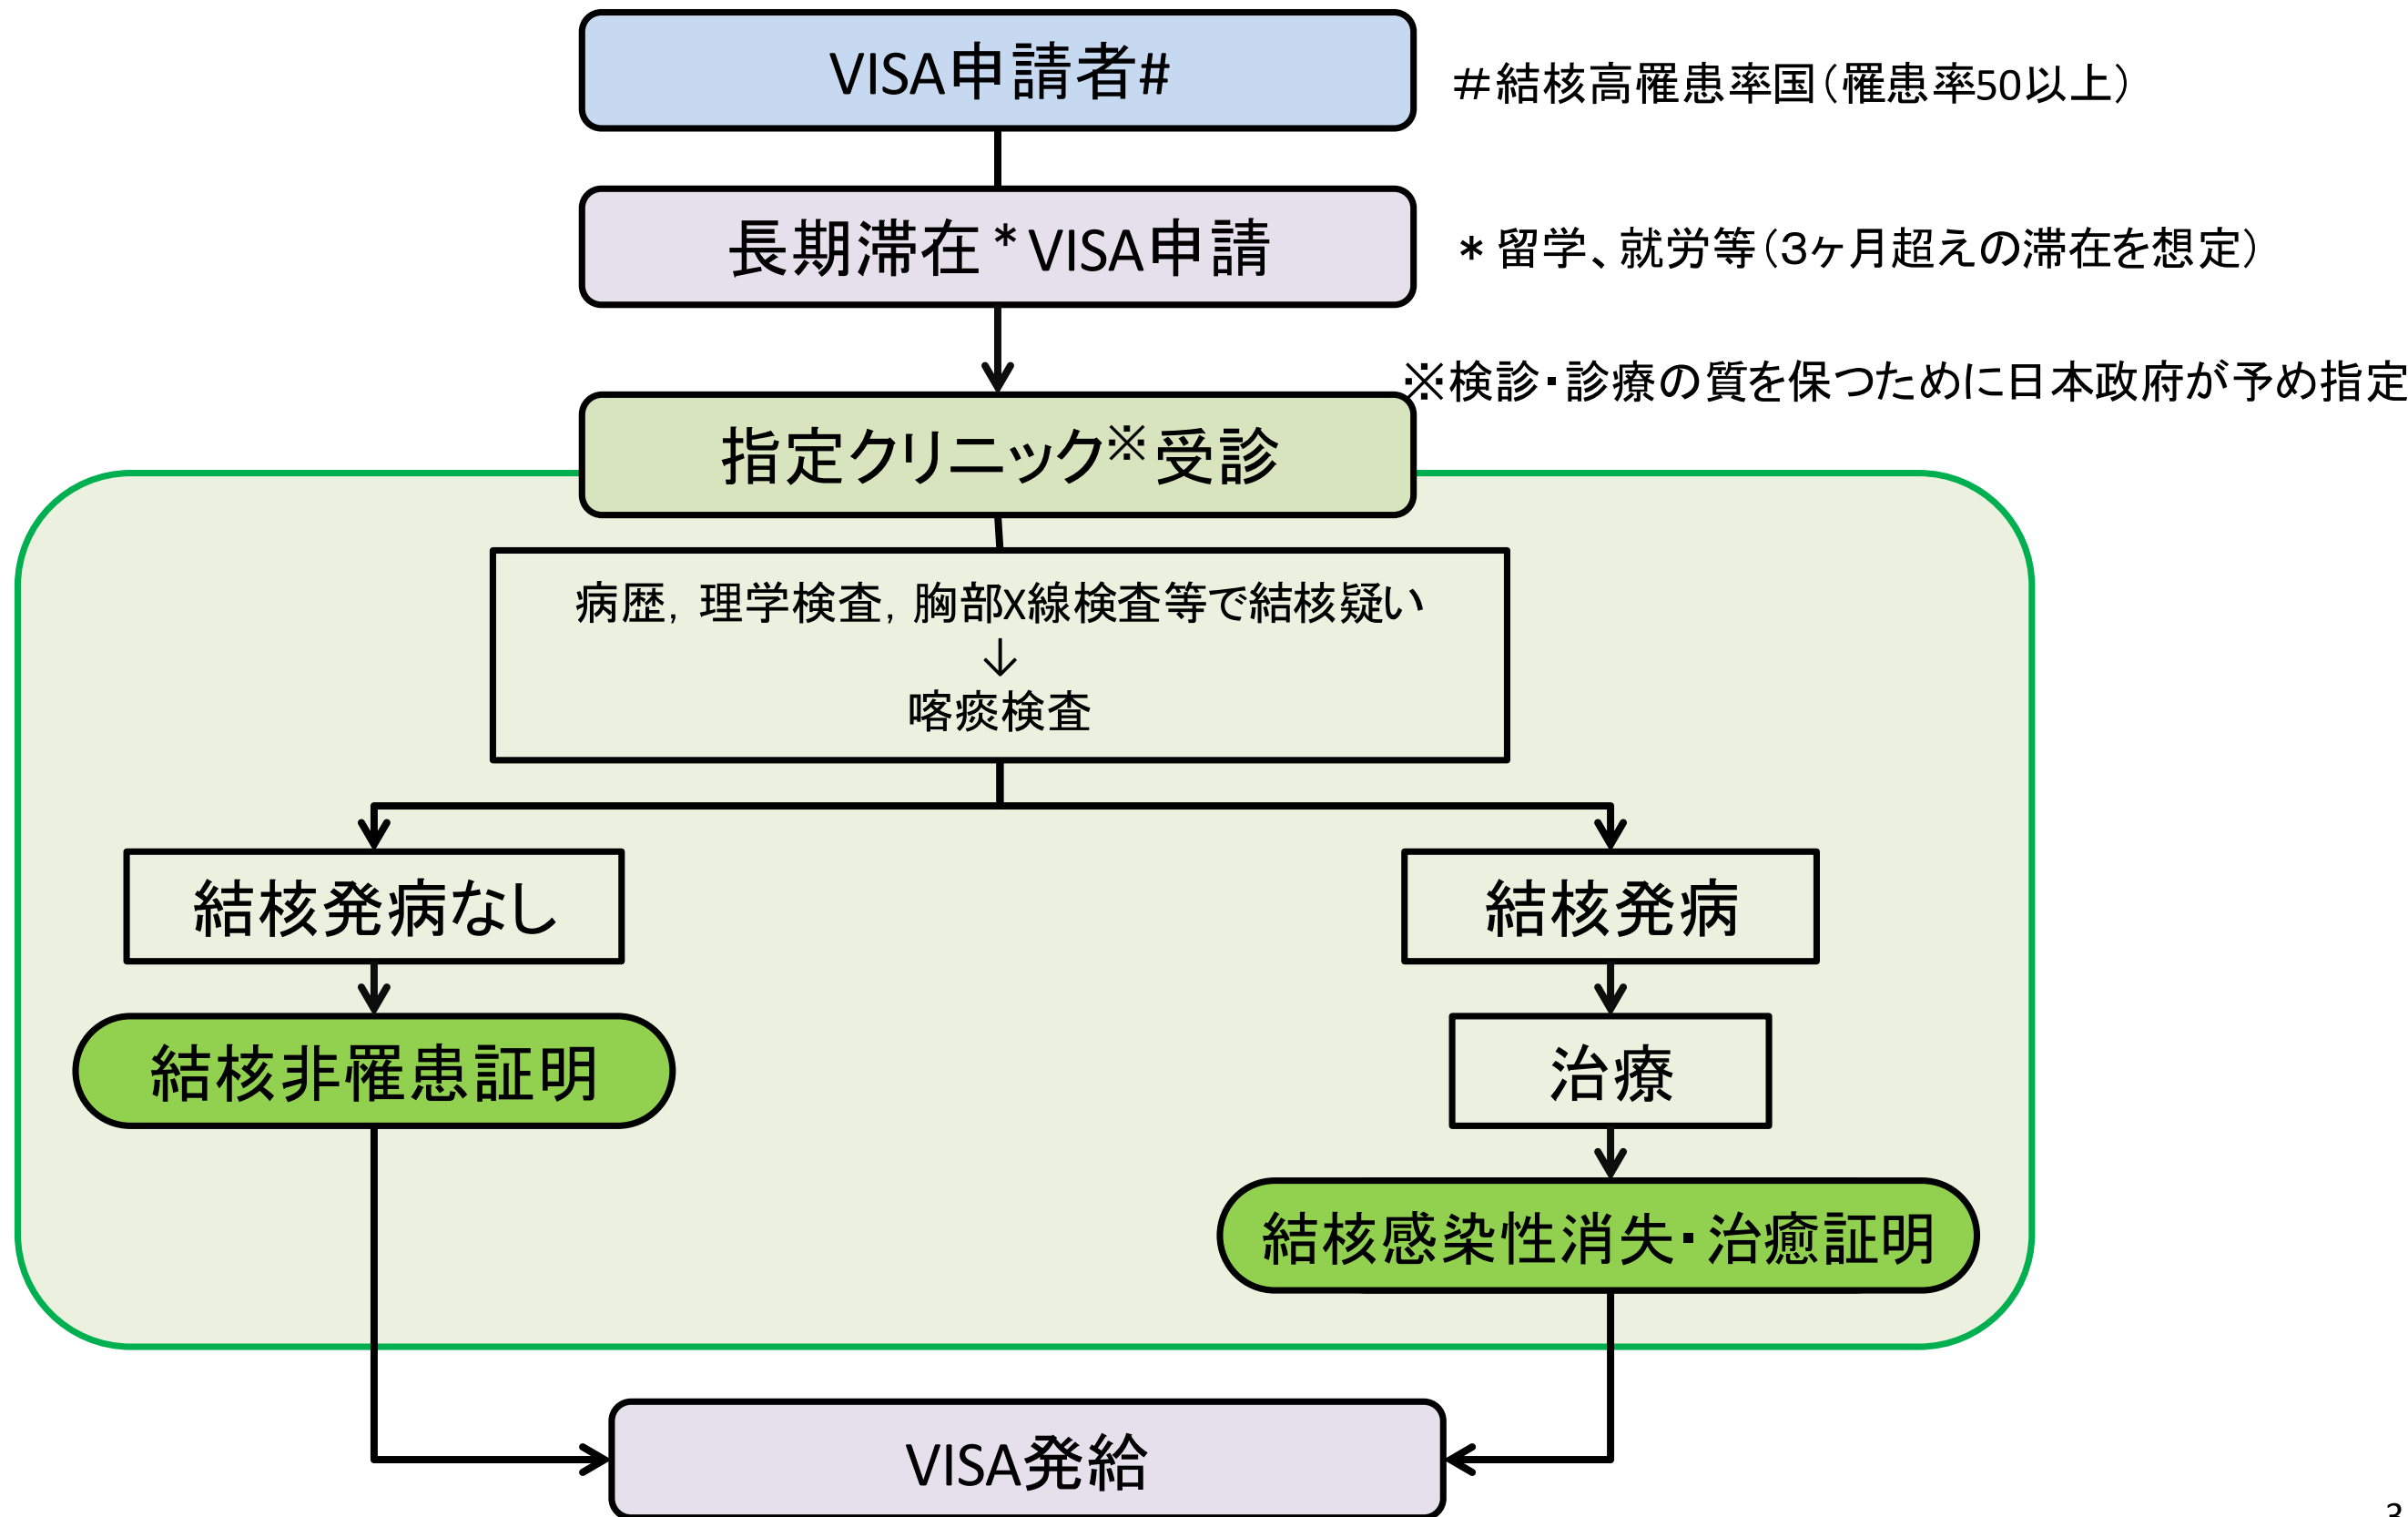 VISA申請者#
#結核高罹患率国(罹患率50以上)
長期滞在*VISA申請
*留学、就労等(3ヶ月超えの滞在を想定)
※検診・診療の質を保つために日本政府が予め指定
指定クリニック※受診
病歴,理学検査,胸部X線検査等で結核疑い
↓
喀痰検査
結核発病なし
結核発病
結核非罹患証明
治療
結核感染性消失・治癒証明
VISA発給
3